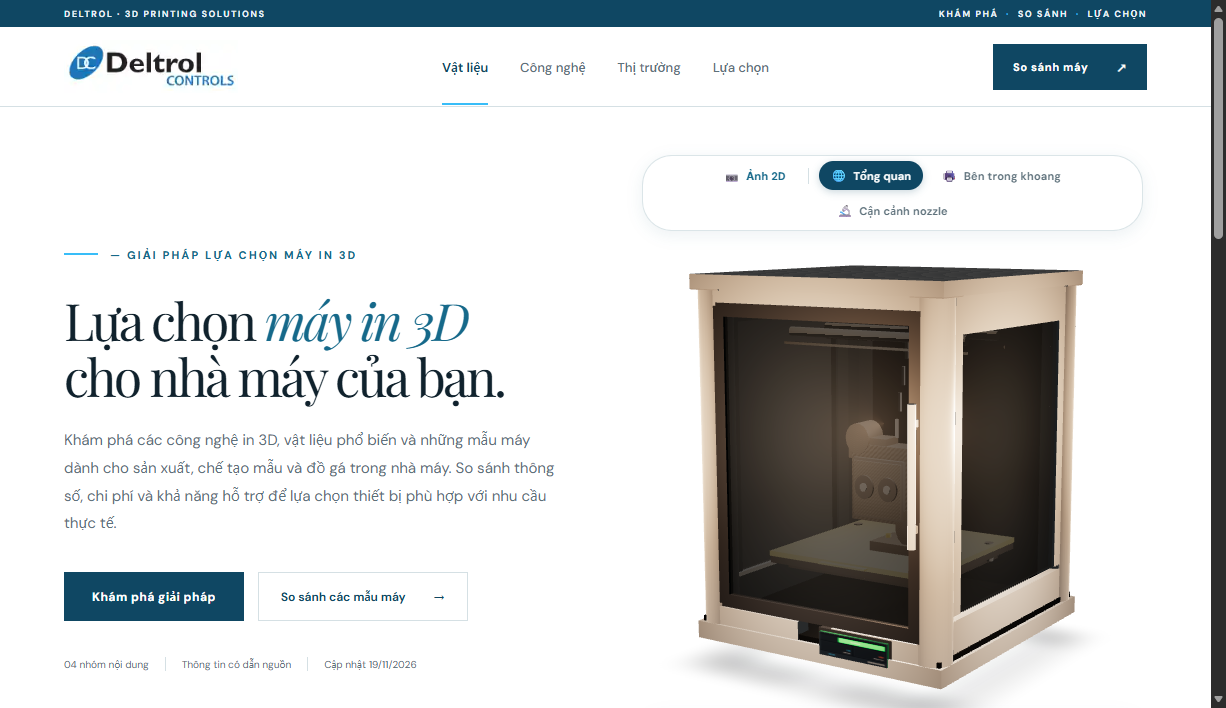 DELTROL · 3D PRINTING SOLUTIONS
KHÁM PHÁ · SO SÁNH · LỰA CHỌN
DC Deltrol
CONTROLS
Vật liệu
Công nghệ
Thị trường
Lựa chọn
So sánh máy ↗
Ảnh 2D
Tổng quan
Bên trong khoang
Cận cảnh nozzle
— GIẢI PHÁP LỰA CHỌN MÁY IN 3D
Lựa chọn máy in 3D
cho nhà máy của bạn.
Khám phá các công nghệ in 3D, vật liệu phổ biến và những mẫu máy
dành cho sản xuất, chế tạo mẫu và đồ gá trong nhà máy. So sánh thông
số, chi phí và khả năng hỗ trợ để lựa chọn thiết bị phù hợp với nhu cầu
thực tế.
Khám phá giải pháp
So sánh các mẫu máy →
04 nhóm nội dung
Thông tin có dẫn nguồn
Cập nhật 19/11/2026